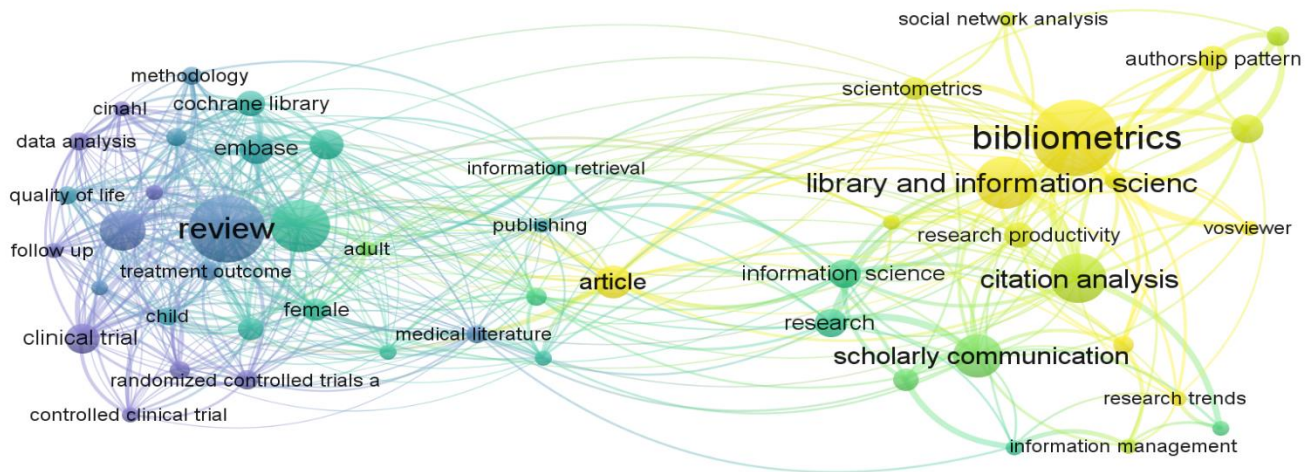 social network analysis
authorship pattern
methodology
scientometrics
cochrane library
cinahl
bibliometrics
data analysis
embase
information retrieval
library and information scienc
quality of life
publishing
review
research productivity
vosviewer
follow up
adult
treatment outcome
information science
article
citation analysis
female
child
research
clinical trial
medical literature
scholarly communication
randomized controlled trials a
research trends
controlled clinical trial
information management